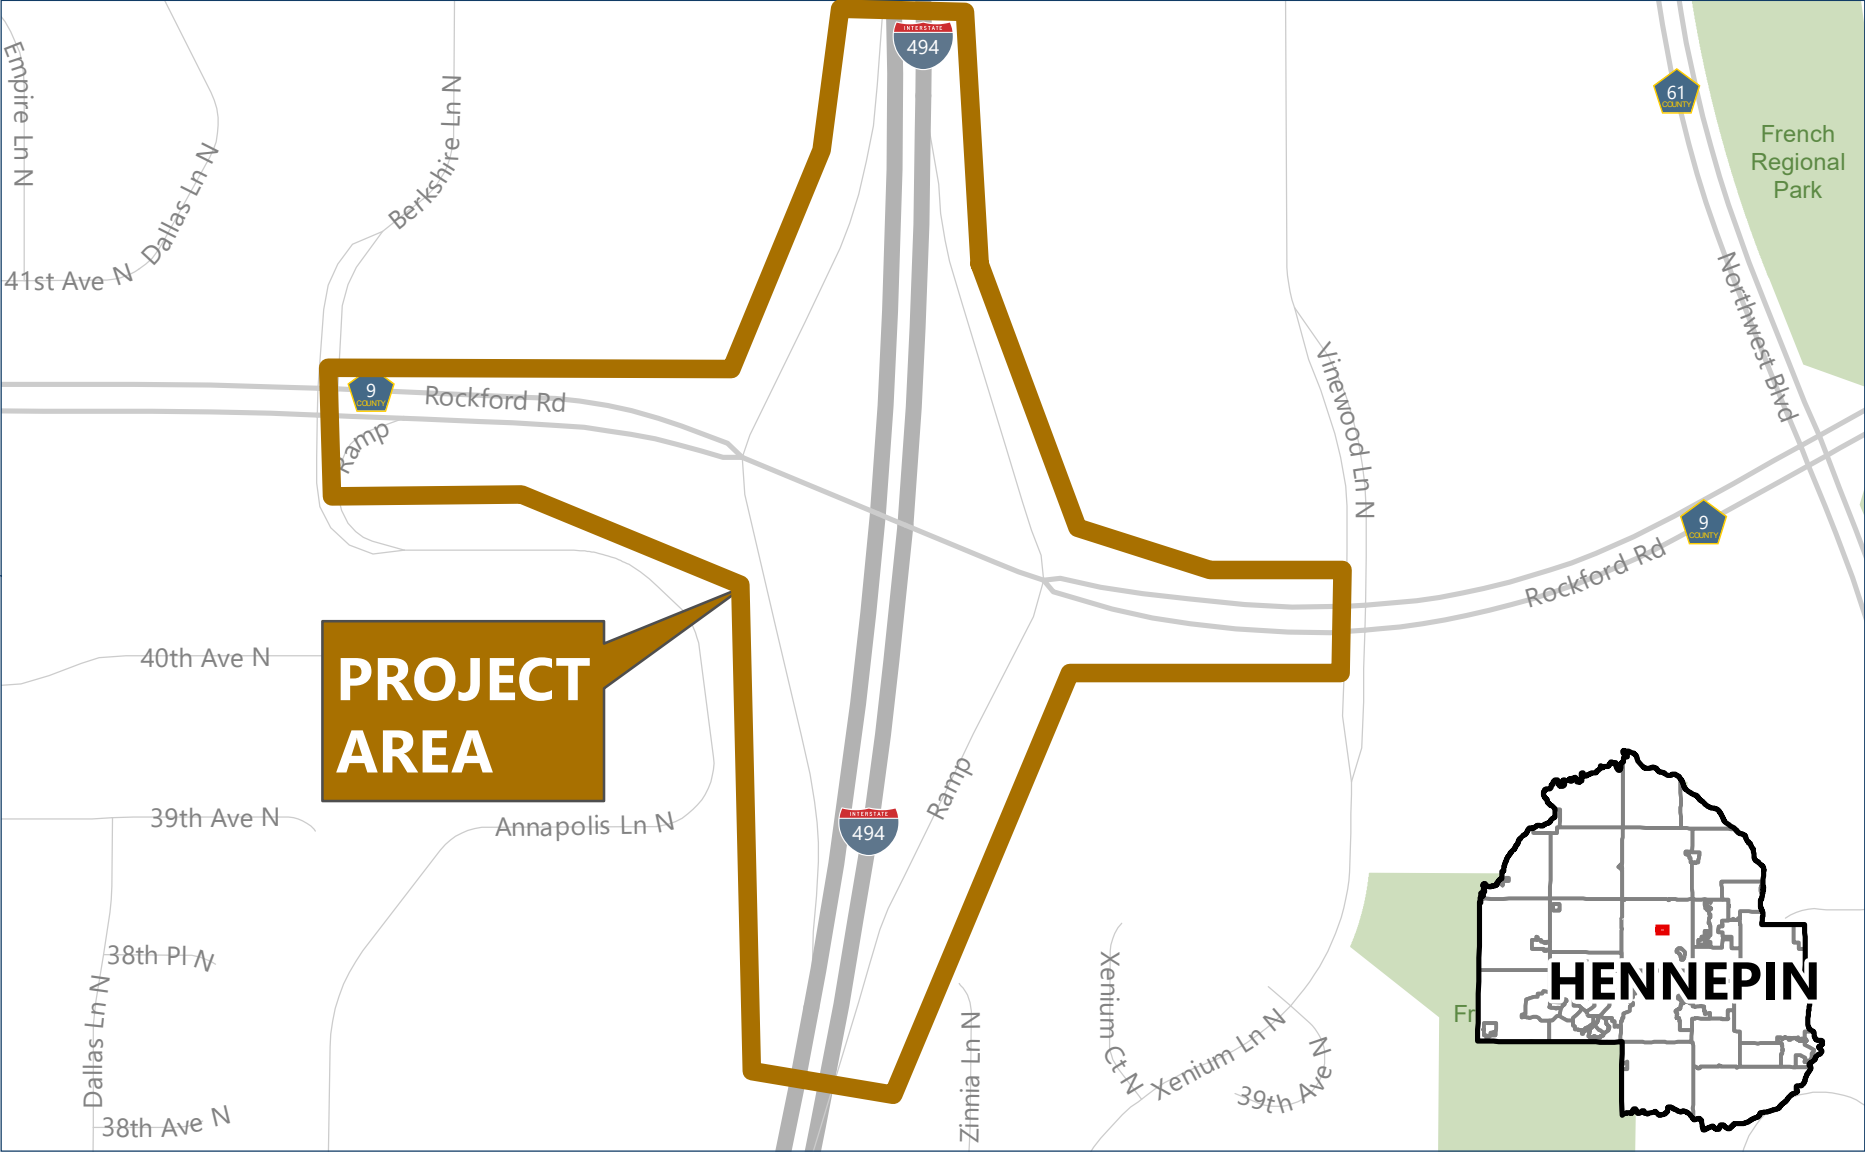 INTERSTATE
494
Empire Ln N
Berkshire Ln N
61
COUNTY
French
Regional
Park
Dallas Ln N
41st Ave N
Northwest Blvd
9
COUNTY
Rockford Rd
Ramp
Vinewood Ln N
9
COUNTY
Rockford Rd
40th Ave N
PROJECT
AREA
Ramp
INTERSTATE
494
39th Ave N
Annapolis Ln N
38th Pl N
Dallas Ln N
38th Ave N
Zinnia Ln N
Xenium Ct N
Xenium Ln N
39th Ave N
Fr
HENNEPIN